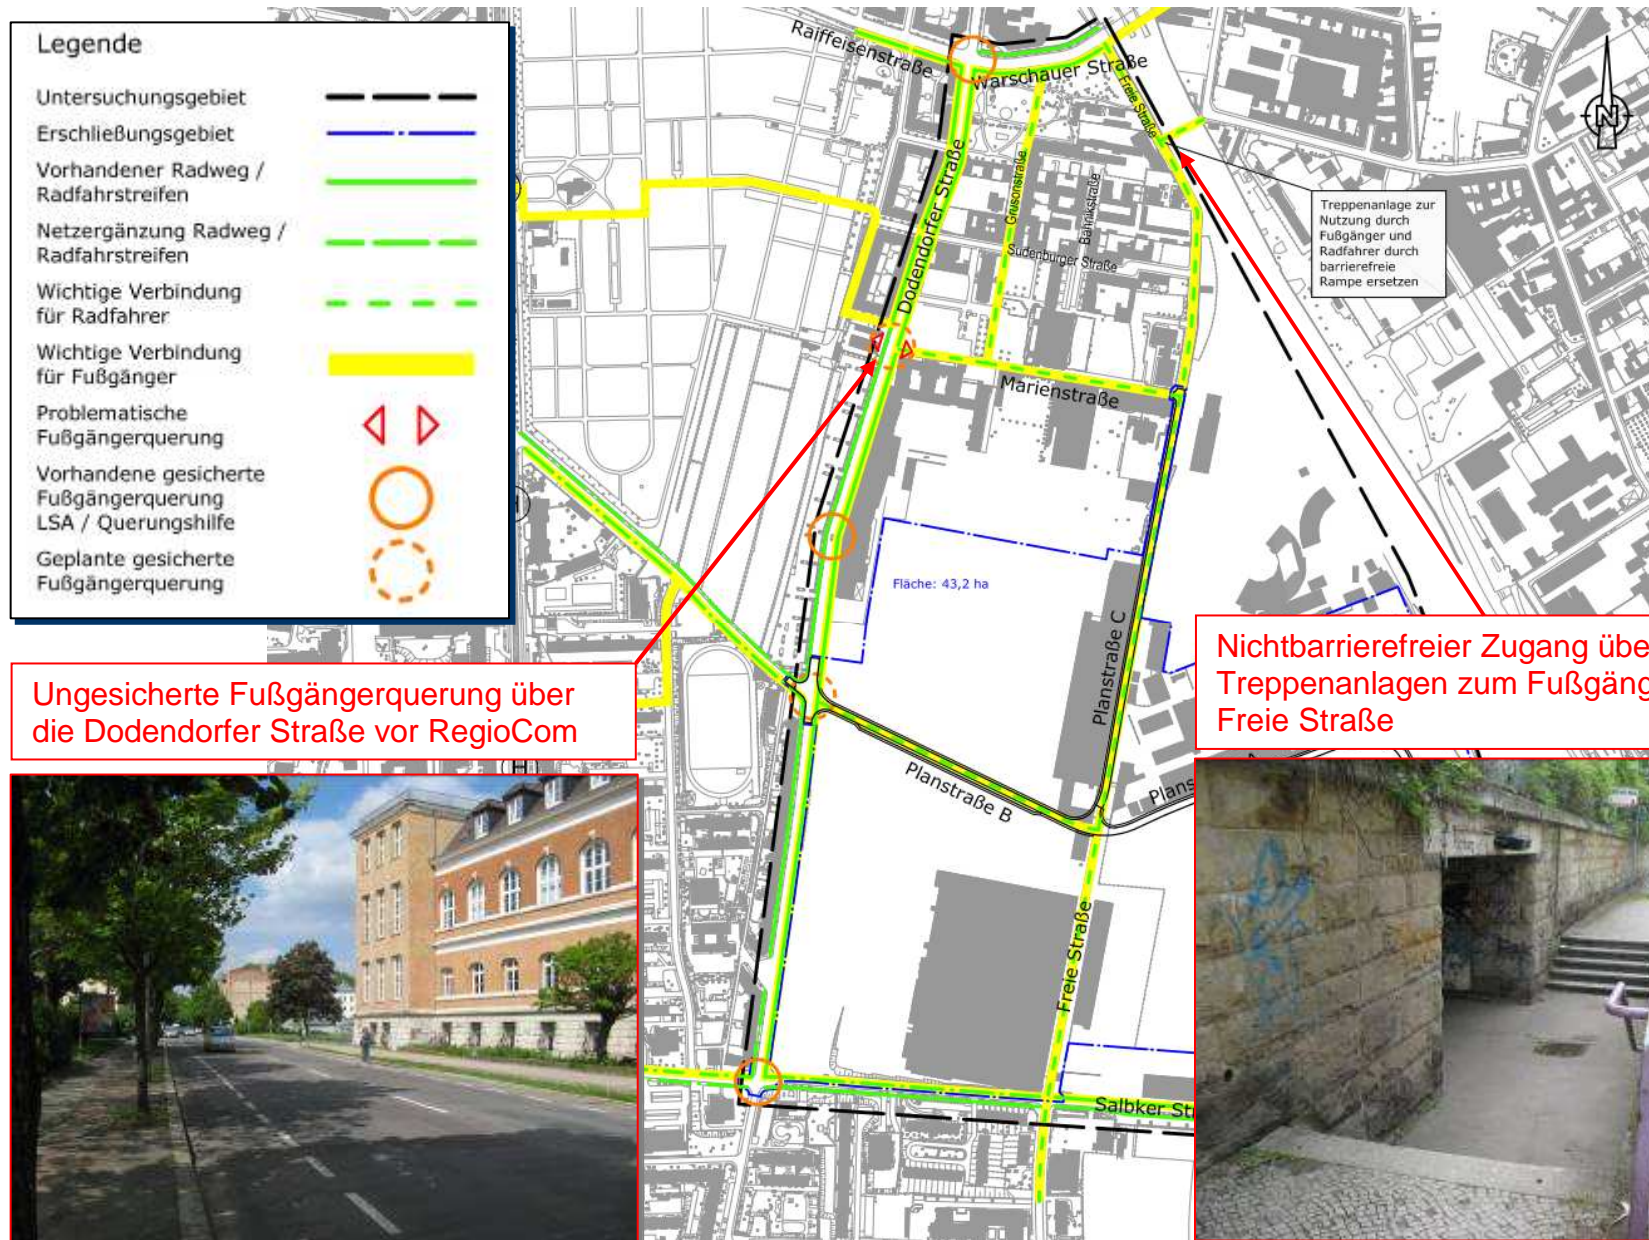 Legende
Untersuchungsgebiet
Erschließungsgebiet
Vorhandener Radweg /
Radfahrstreifen
Netzergänzung Radweg /
Radfahrstreifen
Wichtige Verbindung
für Radfahrer
Wichtige Verbindung
für Fußgänger
Problematische
Fußgängerquerung
Vorhandene gesicherte
Fußgängerquerung
LSA / Querungshilfe
Geplante gesicherte
Fußgängerquerung
Raiffeisenstraße
Warschauer Straße
Freie Straße
N
Dodendorfer Straße
Grusonstraße
Bahnikstraße
Sudenburger Straße
Treppenanlage zur
Nutzung durch
Fußgänger und
Radfahrer durch
barrierefreie
Rampe ersetzen
Marienstraße
Fläche: 43,2 ha
Planstraße C
Planstraße B
Plans
Freie Straße
Salbker St
Ungesicherte Fußgängerquerung über
die Dodendorfer Straße vor RegioCom
Nichtbarrierefreier Zugang übe
Treppenanlagen zum Fußgäng
Freie Straße